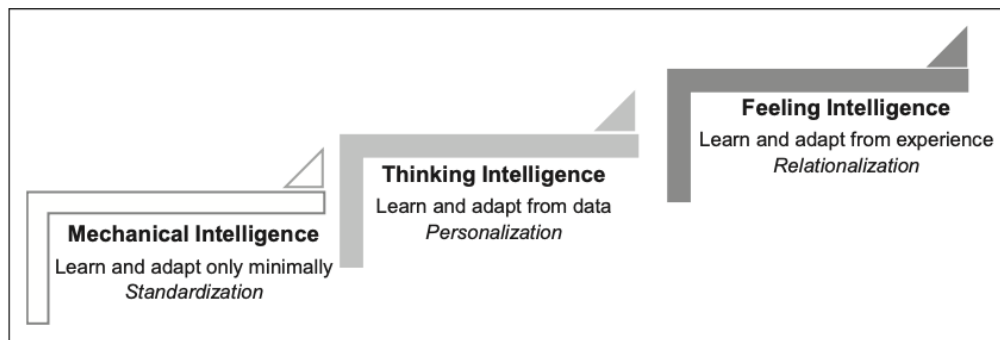 Mechanical Intelligence
Learn and adapt only minimally
Standardization
Thinking Intelligence
Learn and adapt from data
Personalization
Feeling Intelligence
Learn and adapt from experience
Relationalization